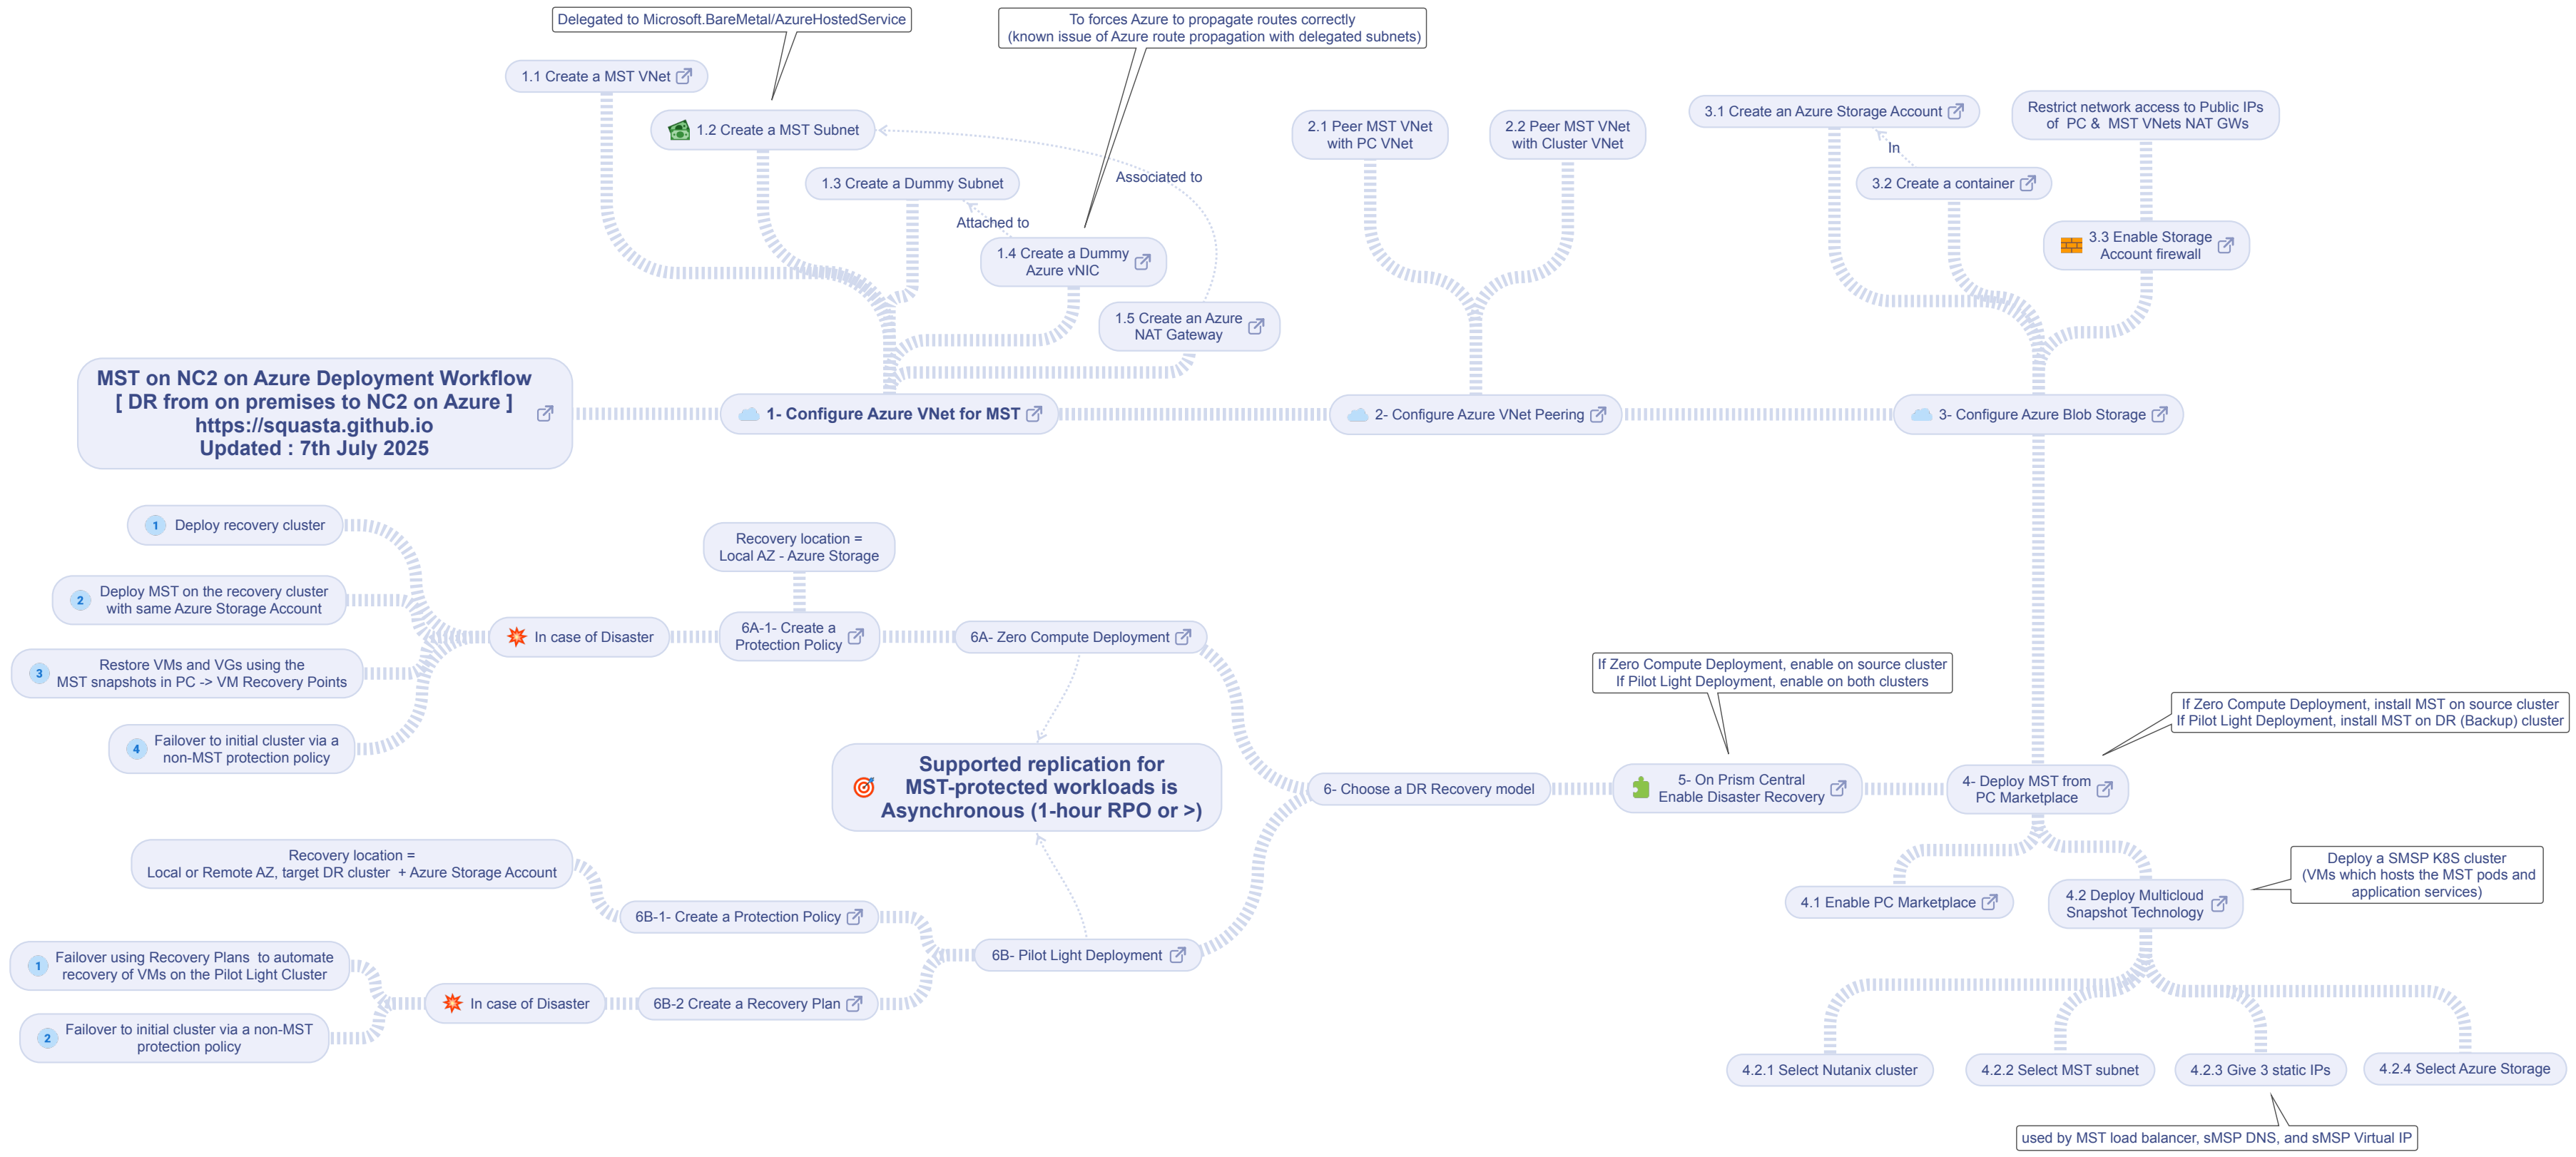 Delegated to Microsoft.BareMetal/AzureHostedService
To forces Azure to propagate routes correctly
(known issue of Azure route propagation with delegated subnets)
1.1 Create a MST VNet
1.2 Create a MST Subnet
1.3 Create a Dummy Subnet
Associated to
Attached to
1.4 Create a Dummy
Azure vNIC
1.5 Create an Azure
NAT Gateway
2.1 Peer MST VNet
with PC VNet
2.2 Peer MST VNet
with Cluster VNet
3.1 Create an Azure Storage Account
In
3.2 Create a container
Restrict network access to Public IPs
of PC & MST VNets NAT GWs
3.3 Enable Storage
Account firewall
MST on NC2 on Azure Deployment Workflow
[ DR from on premises to NC2 on Azure ]
https://squasta.github.io
Updated : 7th July 2025
1- Configure Azure VNet for MST
2- Configure Azure VNet Peering
3- Configure Azure Blob Storage
1 Deploy recovery cluster
2 Deploy MST on the recovery cluster
with same Azure Storage Account
3 Restore VMs and VGs using the
MST snapshots in PC -> VM Recovery Points
4 Failover to initial cluster via a
non-MST protection policy
In case of Disaster
Recovery location =
Local AZ - Azure Storage
6A-1- Create a
Protection Policy
6A- Zero Compute Deployment
Supported replication for
MST-protected workloads is
Asynchronous (1-hour RPO or >)
6- Choose a DR Recovery model
If Zero Compute Deployment, enable on source cluster
If Pilot Light Deployment, enable on both clusters
5- On Prism Central
Enable Disaster Recovery
If Zero Compute Deployment, install MST on source cluster
If Pilot Light Deployment, install MST on DR (Backup) cluster
4- Deploy MST from
PC Marketplace
Recovery location =
Local or Remote AZ, target DR cluster + Azure Storage Account
6B-1- Create a Protection Policy
6B- Pilot Light Deployment
1 Failover using Recovery Plans to automate
recovery of VMs on the Pilot Light Cluster
2 Failover to initial cluster via a non-MST
protection policy
In case of Disaster
6B-2 Create a Recovery Plan
4.1 Enable PC Marketplace
4.2 Deploy Multicloud
Snapshot Technology
Deploy a SMSP K8S cluster
(VMs which hosts the MST pods and
application services)
4.2.1 Select Nutanix cluster
4.2.2 Select MST subnet
4.2.3 Give 3 static IPs
4.2.4 Select Azure Storage
used by MST load balancer, sMSP DNS, and sMSP Virtual IP